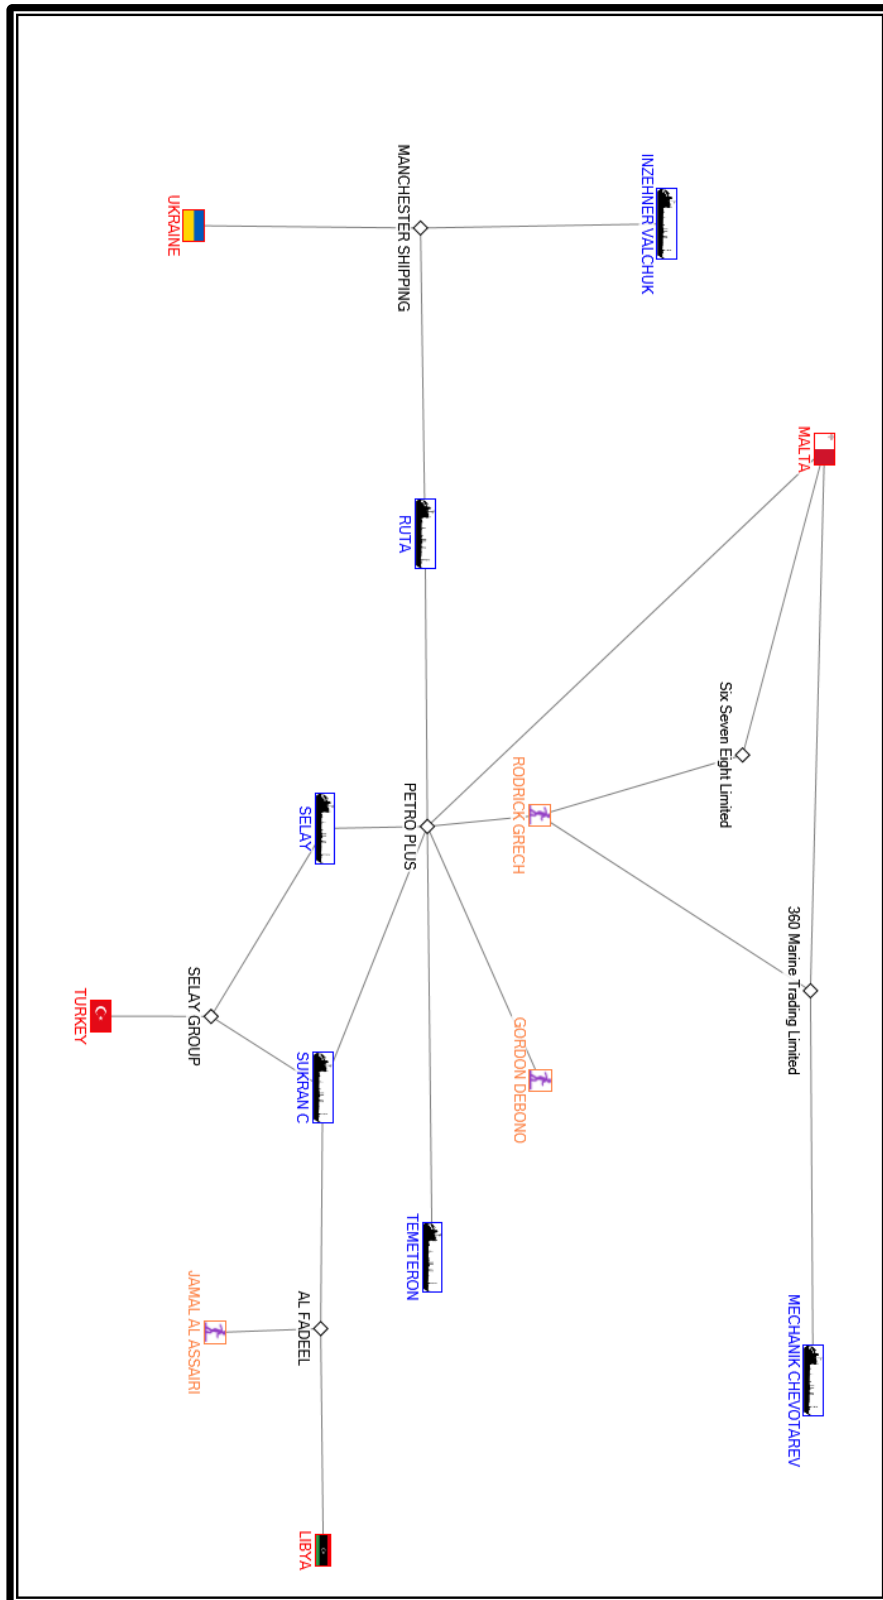 MALTA
360 Marine Trading Limited
MECHANIK CHEVOTAREV
Six Seven Eight Limited
INZEHNER VALCHUK
RODRICK GRECH
GORDON DEBONO
MANCHESTER SHIPPING
RUTA
PETRO PLUS
TEMETERON
SELAY
SUKRAN C
AL FADEEL
LIBYA
UKRAINE
SELAY GROUP
JAMAL AL ASSAIRI
TURKEY